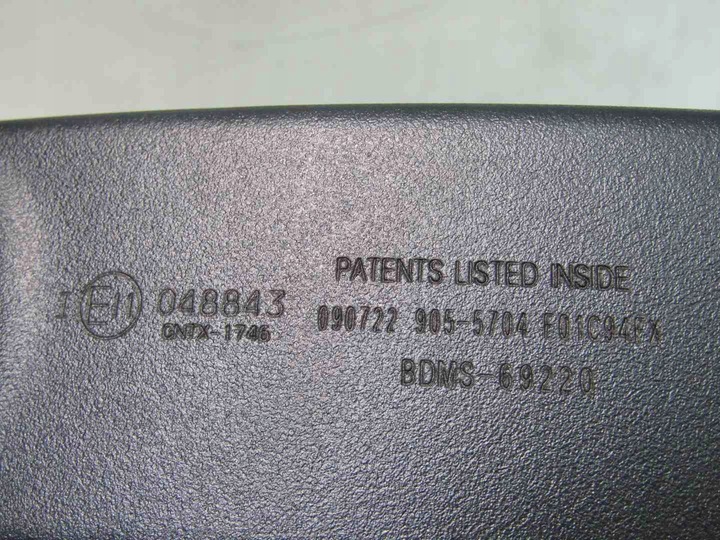 PATENTS LISTED INSIDE
I E11 048843
GNTX-1746
090722 905-5704 E01C94FX
BDMS-69220